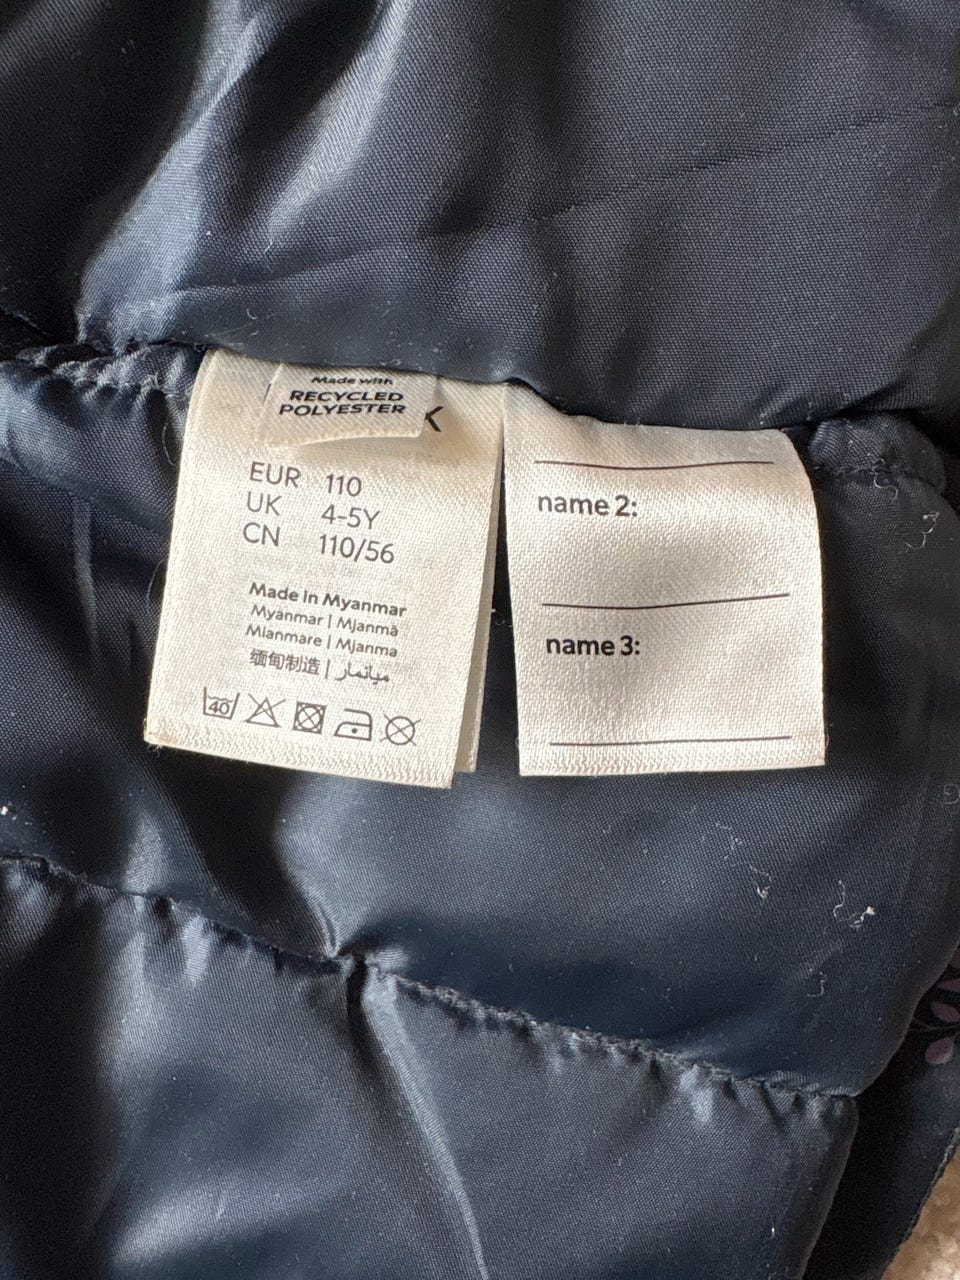 Made with
RECYCLED
POLYESTER
K
EUR 110
UK 4-5Y
CN 110/56
Made in Myanmar
Myanmar | Mjanmà
Mianmare | Mjanma
缅甸制造 | ميانمار
40
name 2:
name 3: